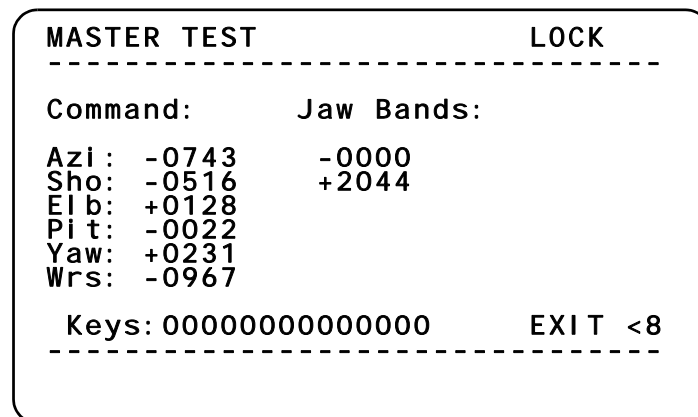 MASTER TEST LOCK
---------------------------------
Command: Jaw Bands:
Azi: -0743 -0000
Sho: -0516 +2044
Elb: +0128
Pit: -0022
Yaw: +0231
Wrs: -0967
Keys:00000000000000 EXIT <8
---------------------------------